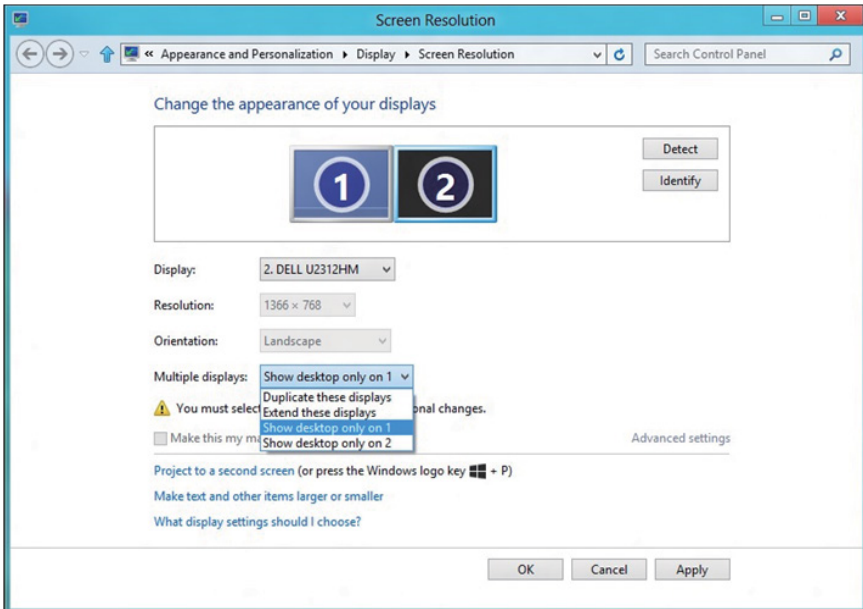 Screen Resolution
« Appearance and Personalization Display Screen Resolution
Search Control Panel
Change the appearance of your displays
1 2
Detect
Identify
Display: 2. DELL U2312HM
Resolution: 1366 × 768
Orientation: Landscape
Multiple displays: Show desktop only on 1
Duplicate these displays
Extend these displays
Show desktop only on 1
Show desktop only on 2
You must select onal changes.
Make this my ma
Advanced settings
Project to a second screen (or press the Windows logo key + P)
Make text and other items larger or smaller
What display settings should I choose?
OK Cancel Apply